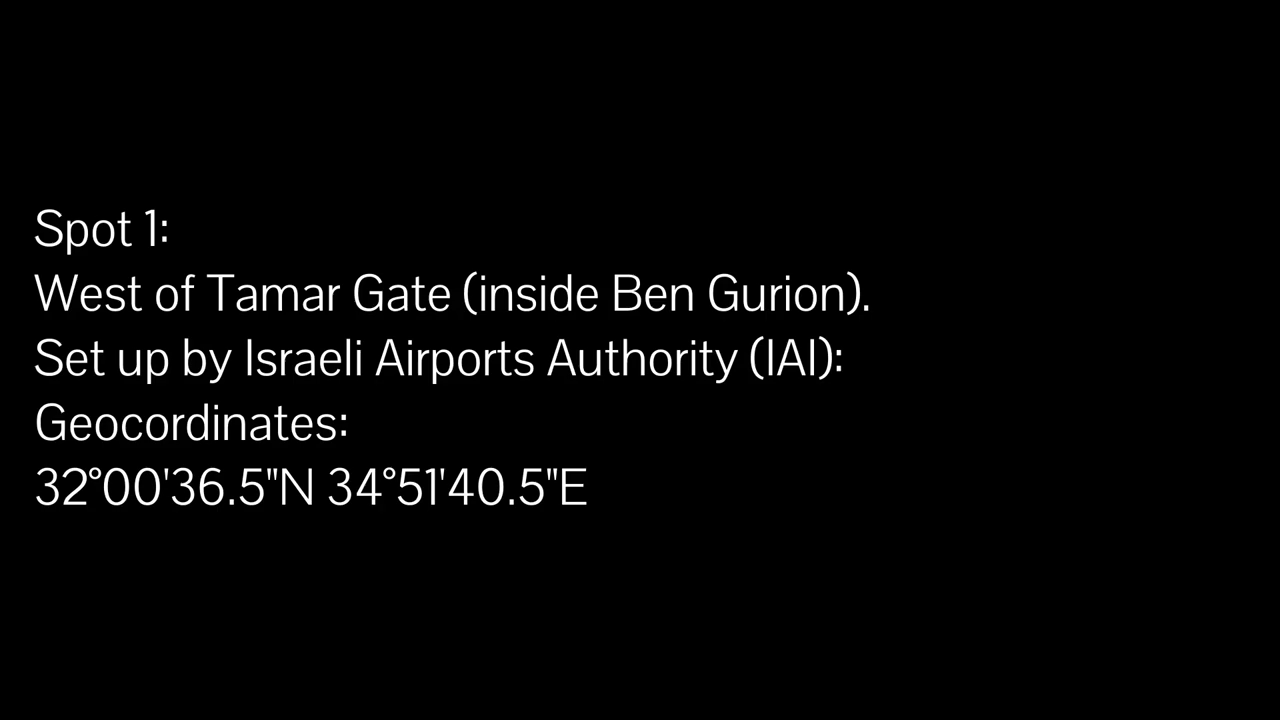 Spot 1:
West of Tamar Gate (inside Ben Gurion).
Set up by Israeli Airports Authority (IAI):
Geocordinates:
32°00'36.5"N 34°51'40.5"E